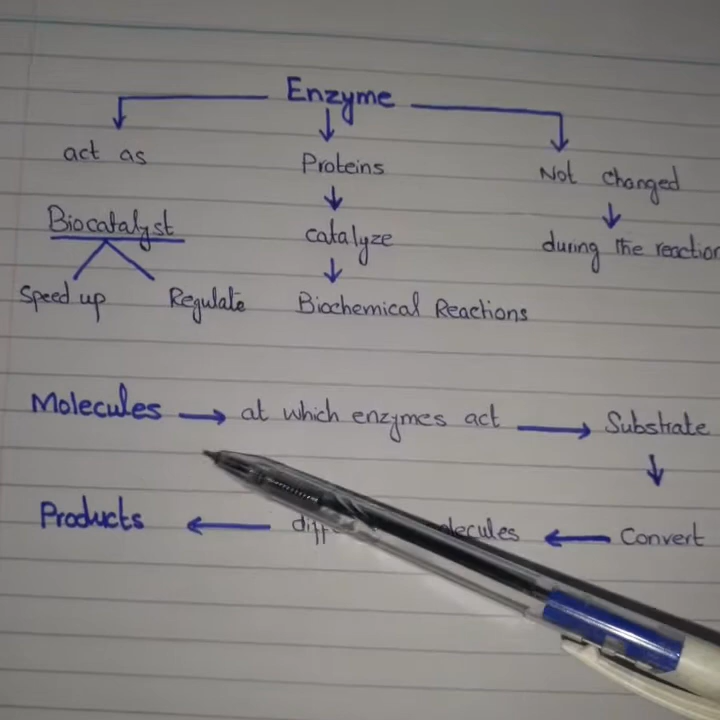 Enzyme
act as Proteins Not changed
Biocatalyst catalyze during the reaction
Speed up Regulate Biochemical Reactions
Molecules → at which enzymes act → Substrate
Products ← ← Convert